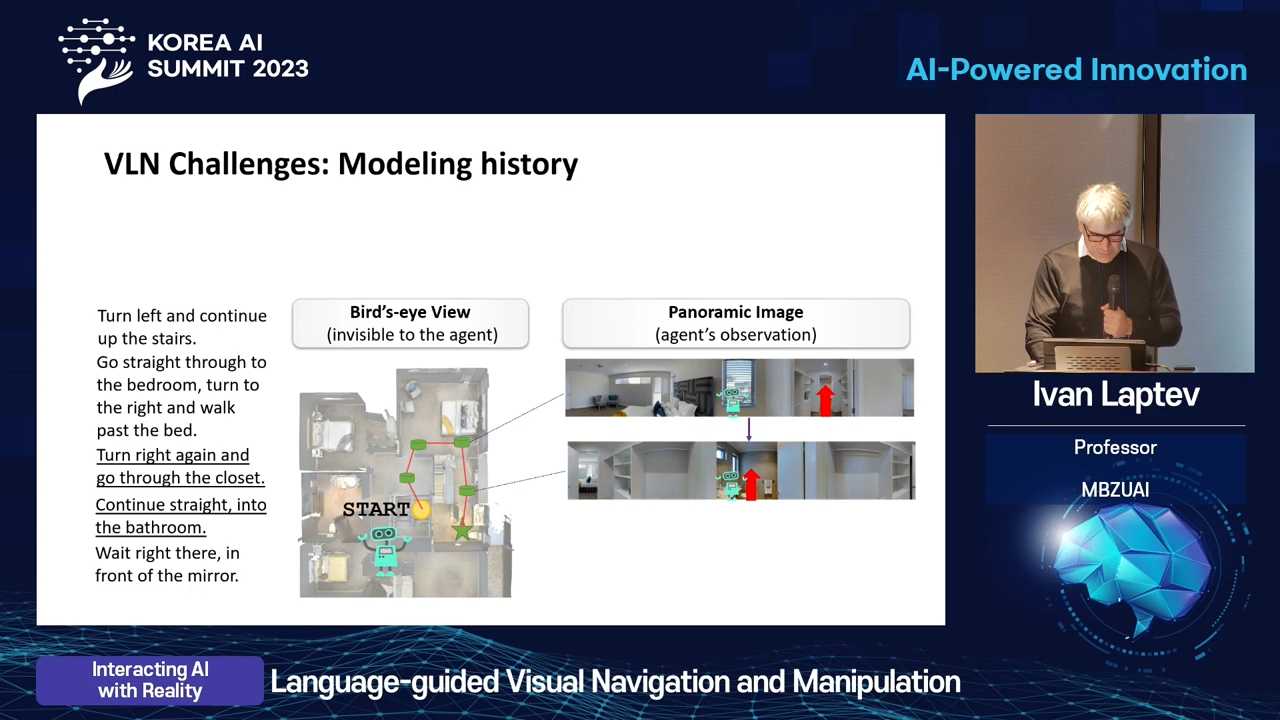 KOREA AI
SUMMIT 2023
AI-Powered Innovation
VLN Challenges: Modeling history
Turn left and continue
up the stairs.
Go straight through to
the bedroom, turn to
the right and walk
past the bed.
Turn right again and
go through the closet.
Continue straight, into
the bathroom.
Wait right there, in
front of the mirror.
Bird's-eye View
(invisible to the agent)
START
Panoramic Image
(agent's observation)
Ivan Laptev
Professor
MBZUAI
Interacting AI
with Reality
Language-guided Visual Navigation and Manipulation